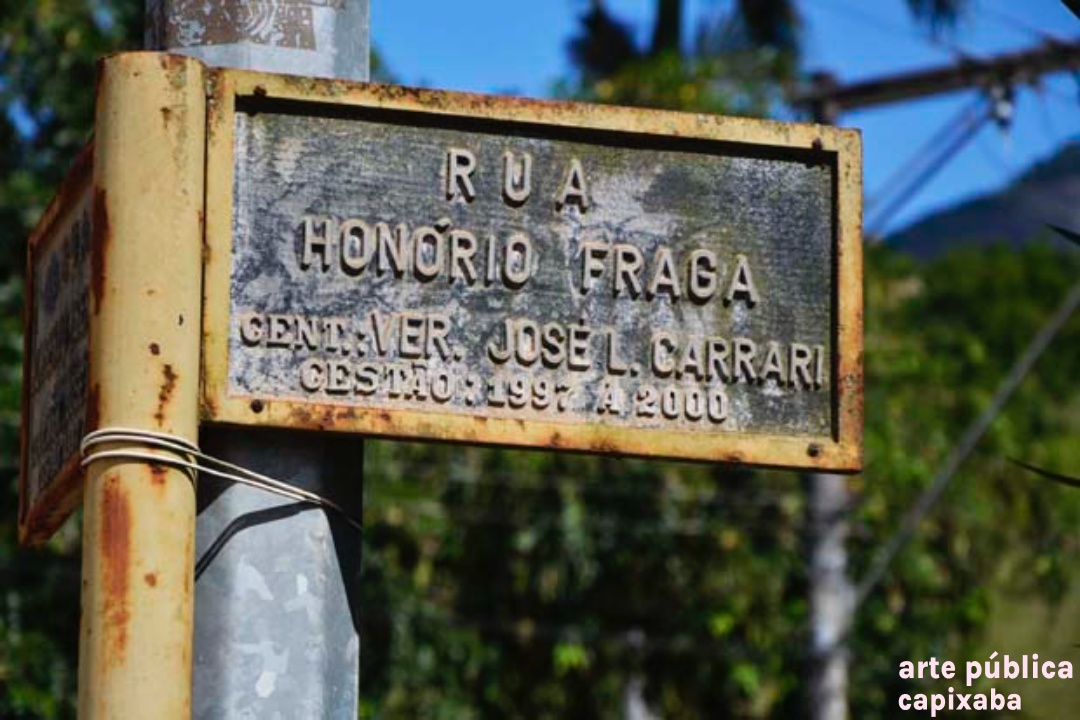 RUA
HONÓRIO FRAGA
GENT.: VER. JOSÉ L. CARRARI
GESTÃO: 1997 A 2000
arte pública
capixaba